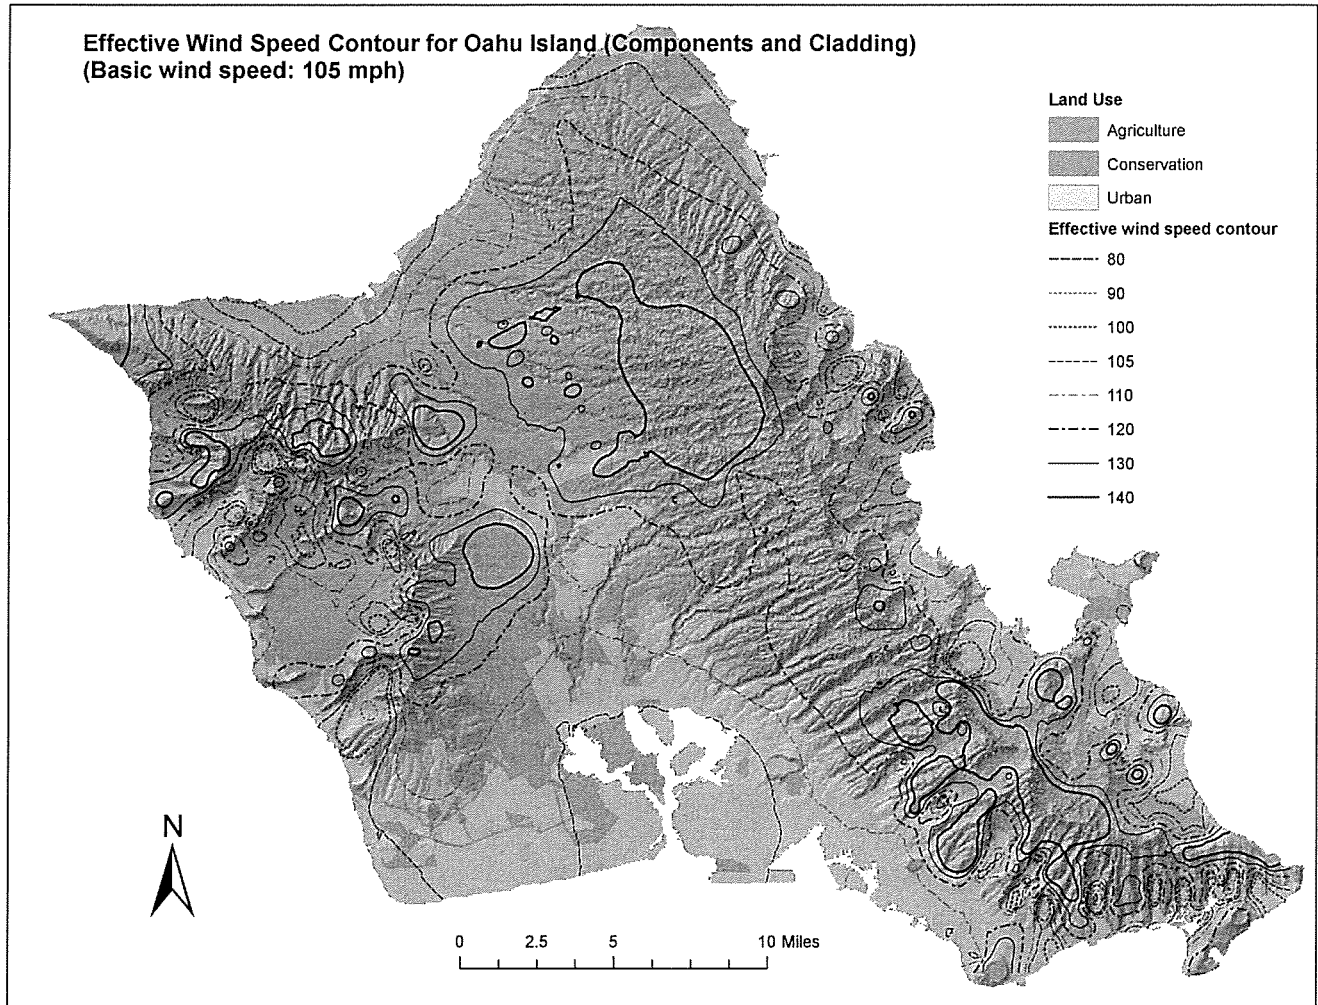 Effective Wind Speed Contour for Oahu Island (Components and Cladding)
(Basic wind speed: 105 mph)
Land Use
Agriculture
Conservation
Urban
Effective wind speed contour
80
90
100
105
110
120
130
140
N
0 2.5 5 10 Miles